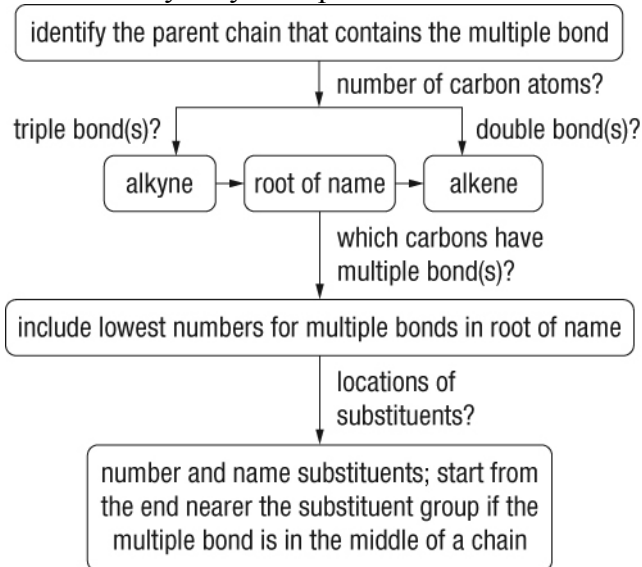 identify the parent chain that contains the multiple bond
number of carbon atoms?
triple bond(s)?
double bond(s)?
alkyne
root of name
alkene
which carbons have
multiple bond(s)?
include lowest numbers for multiple bonds in root of name
locations of
substituents?
number and name substituents; start from
the end nearer the substituent group if the
multiple bond is in the middle of a chain